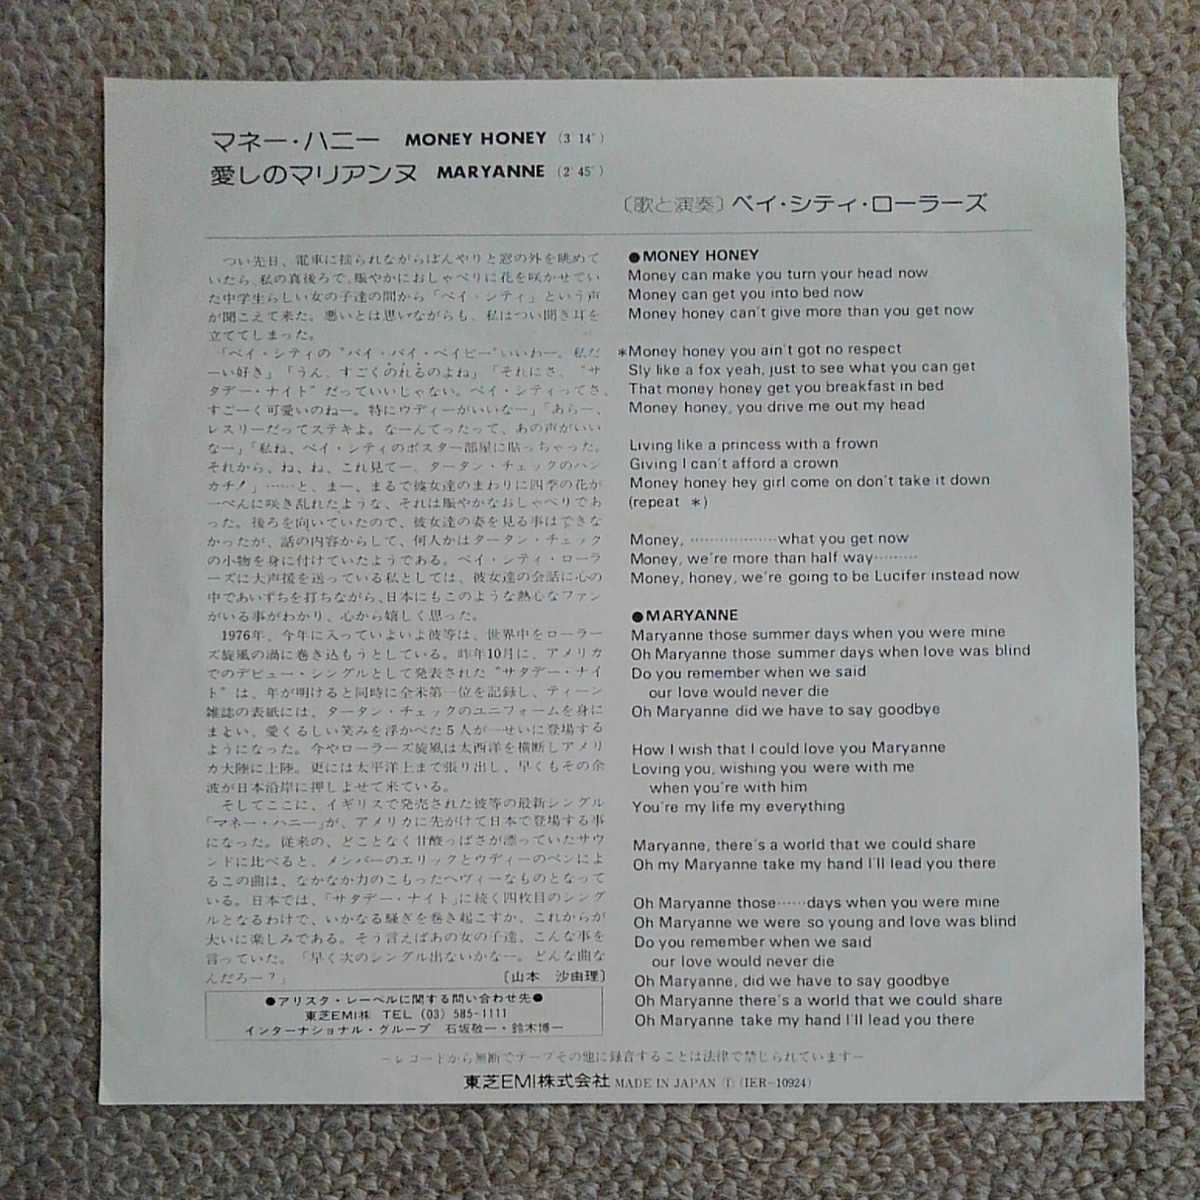 マネー・ハニー MONEY HONEY (3′14″)
愛しのマリアンヌ MARYANNE (2′45″)
〔歌と演奏〕ベイ・シティ・ローラーズ
つい先日、電車に揺られながらぼんやりと窓の外を眺めて
いたら、私の真後ろで、賑やかにおしゃべりに花を咲かせてい
た中学生らしい女の子達の間から「ベイ・シティ」という声
が聞こえて来た。悪いとは思いながらも、私はつい聞き耳を
立ててしまった。
「ベイ・シティの“バイ・バイ・ベイビー”いいわー。私だ
ーい好き」「うん、すごくのれるのよね」「それにさ、“サ
タデー・ナイト”だっていいじゃない。ベイ・シティってさ、
すごーく可愛いのねー。特にウディーがいいなー」「あらー、
レスリーだってステキよ。なーんてったって、あの声がいい
なー」「私ね、ベイ・シティのポスター部屋に貼っちゃった。
それから、ね、ね、これ見てー、タータン・チェックのハン
カチ!」……と、まー、まるで彼女達のまわりに四季の花が
一ぺんに咲き乱れたような、それは賑やかなおしゃべりであ
った。後ろを向いていたので、彼女達の姿を見る事はできな
かったが、話の内容からして、何人かはタータン・チェック
の小物を身に付けていたようである。ベイ・シティ・ローラ
ーズに大声援を送っている私としては、彼女達の会話に心の
中であいずちを打ちながら、日本にもこのような熱心なファン
がいる事がわかり、心から嬉しく思った。
1976年、今年に入っていよいよ彼等は、世界中をローラー
ズ旋風の渦に巻き込もうとしている。昨年10月に、アメリカ
でのデビュー・シングルとして発表された“サタデー・ナイ
ト”は、年が明けると同時に全米第一位を記録し、ティーン
雑誌の表紙には、タータン・チェックのユニフォームを身に
まとい、愛くるしい笑みを浮かべた5人が一せいに登場する
ようになった。今やローラーズ旋風は太西洋を横断しアメリ
カ大陸に上陸。更には太平洋上まで張り出し、早くもその余
波が日本沿岸に押しよせて来ている。
そしてここに、イギリスで発売された彼等の最新シングル
「マネー・ハニー」が、アメリカに先がけて日本で登場する事
になった。従来の、どことなく甘酸っぱさが漂っていたサウ
ンドに比べると、メンバーのエリックとウディーのペンによ
るこの曲は、なかなか力のこもったヘヴィーなものとなって
いる。日本では、「サタデー・ナイト」に続く四枚目のシング
ルとなるわけで、いかなる騒ぎを巻き起こすか、これからが
大いに楽しみである。そう言えばあの女の子達、こんな事を
言っていた。「早く次のシングル出ないかなー。どんな曲な
んだろー?」 〔山本 沙由理〕
●アリスタ・レーベルに関する問い合わせ先●
東芝EMI㈱ TEL (03) 585-1111
インターナショナル・グループ 石坂敬一・鈴木博一
●MONEY HONEY
Money can make you turn your head now
Money can get you into bed now
Money honey can't give more than you get now
*Money honey you ain't got no respect
Sly like a fox yeah, just to see what you can get
That money honey get you breakfast in bed
Money honey, you drive me out my head
Living like a princess with a frown
Giving I can't afford a crown
Money honey hey girl come on don't take it down
(repeat *)
Money, ………………what you get now
Money, we're more than half way………
Money, honey, we're going to be Lucifer instead now
●MARYANNE
Maryanne those summer days when you were mine
Oh Maryanne those summer days when love was blind
Do you remember when we said
our love would never die
Oh Maryanne did we have to say goodbye
How I wish that I could love you Maryanne
Loving you, wishing you were with me
when you're with him
You're my life my everything
Maryanne, there's a world that we could share
Oh my Maryanne take my hand I'll lead you there
Oh Maryanne those……days when you were mine
Oh Maryanne we were so young and love was blind
Do you remember when we said
our love would never die
Oh Maryanne, did we have to say goodbye
Oh Maryanne there's a world that we could share
Oh Maryanne take my hand I'll lead you there
－レコードから無断でテープその他に録音することは法律で禁じられています－
東芝EMI株式会社 MADE IN JAPAN Ⓣ (IER-10924)